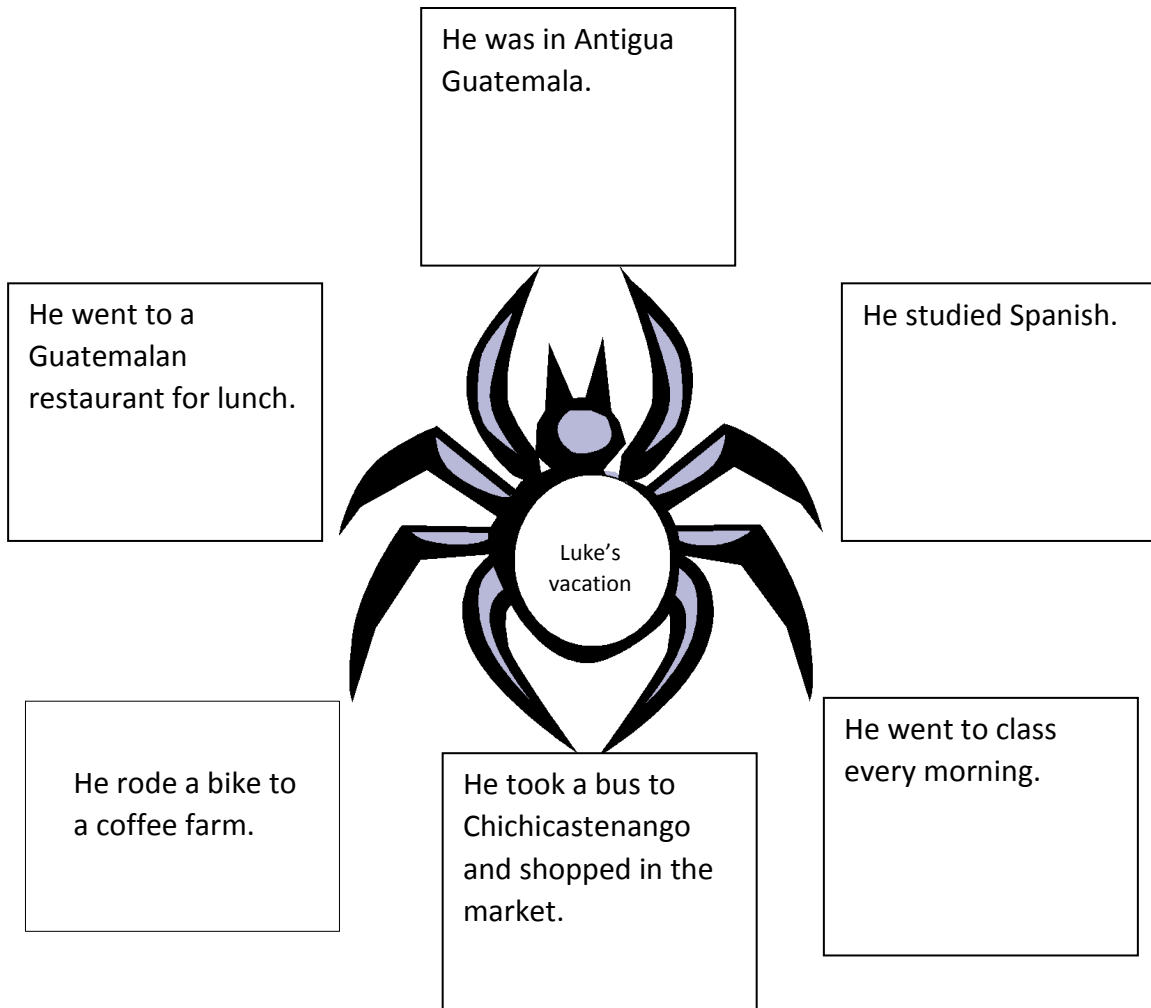 He was in Antigua
Guatemala.
He went to a
Guatemalan
restaurant for lunch.
He studied Spanish.
Luke’s
vacation
He rode a bike to
a coffee farm.
He took a bus to
Chichicastenango
and shopped in the
market.
He went to class
every morning.